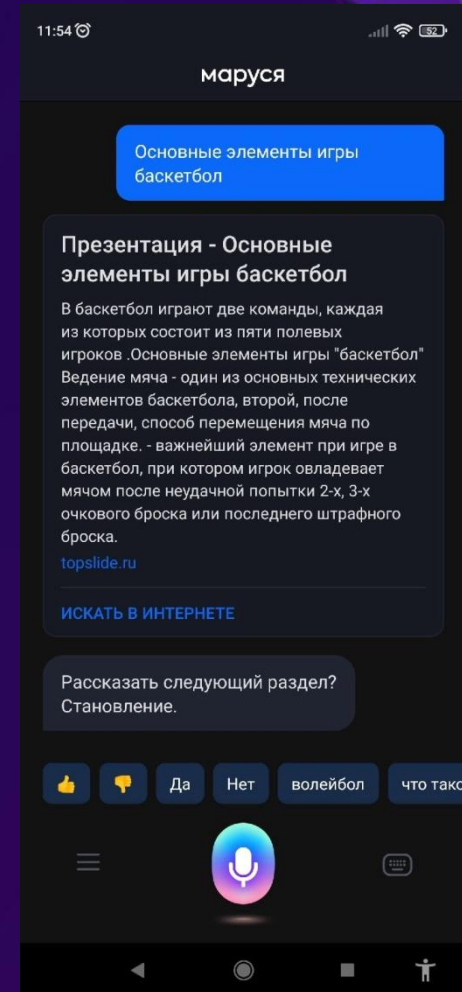 11:54
52
маруся
Основные элементы игры
баскетбол
Презентация - Основные
элементы игры баскетбол
В баскетбол играют две команды, каждая
из которых состоит из пяти полевых
игроков .Основные элементы игры "баскетбол"
Ведение мяча - один из основных технических
элементов баскетбола, второй, после
передачи, способ перемещения мяча по
площадке. - важнейший элемент при игре в
баскетбол, при котором игрок овладевает
мячом после неудачной попытки 2-х, 3-х
очкового броска или последнего штрафного
броска.
topslide.ru
ИСКАТЬ В ИНТЕРНЕТЕ
Рассказать следующий раздел?
Становление.
Да Нет волейбол что тако